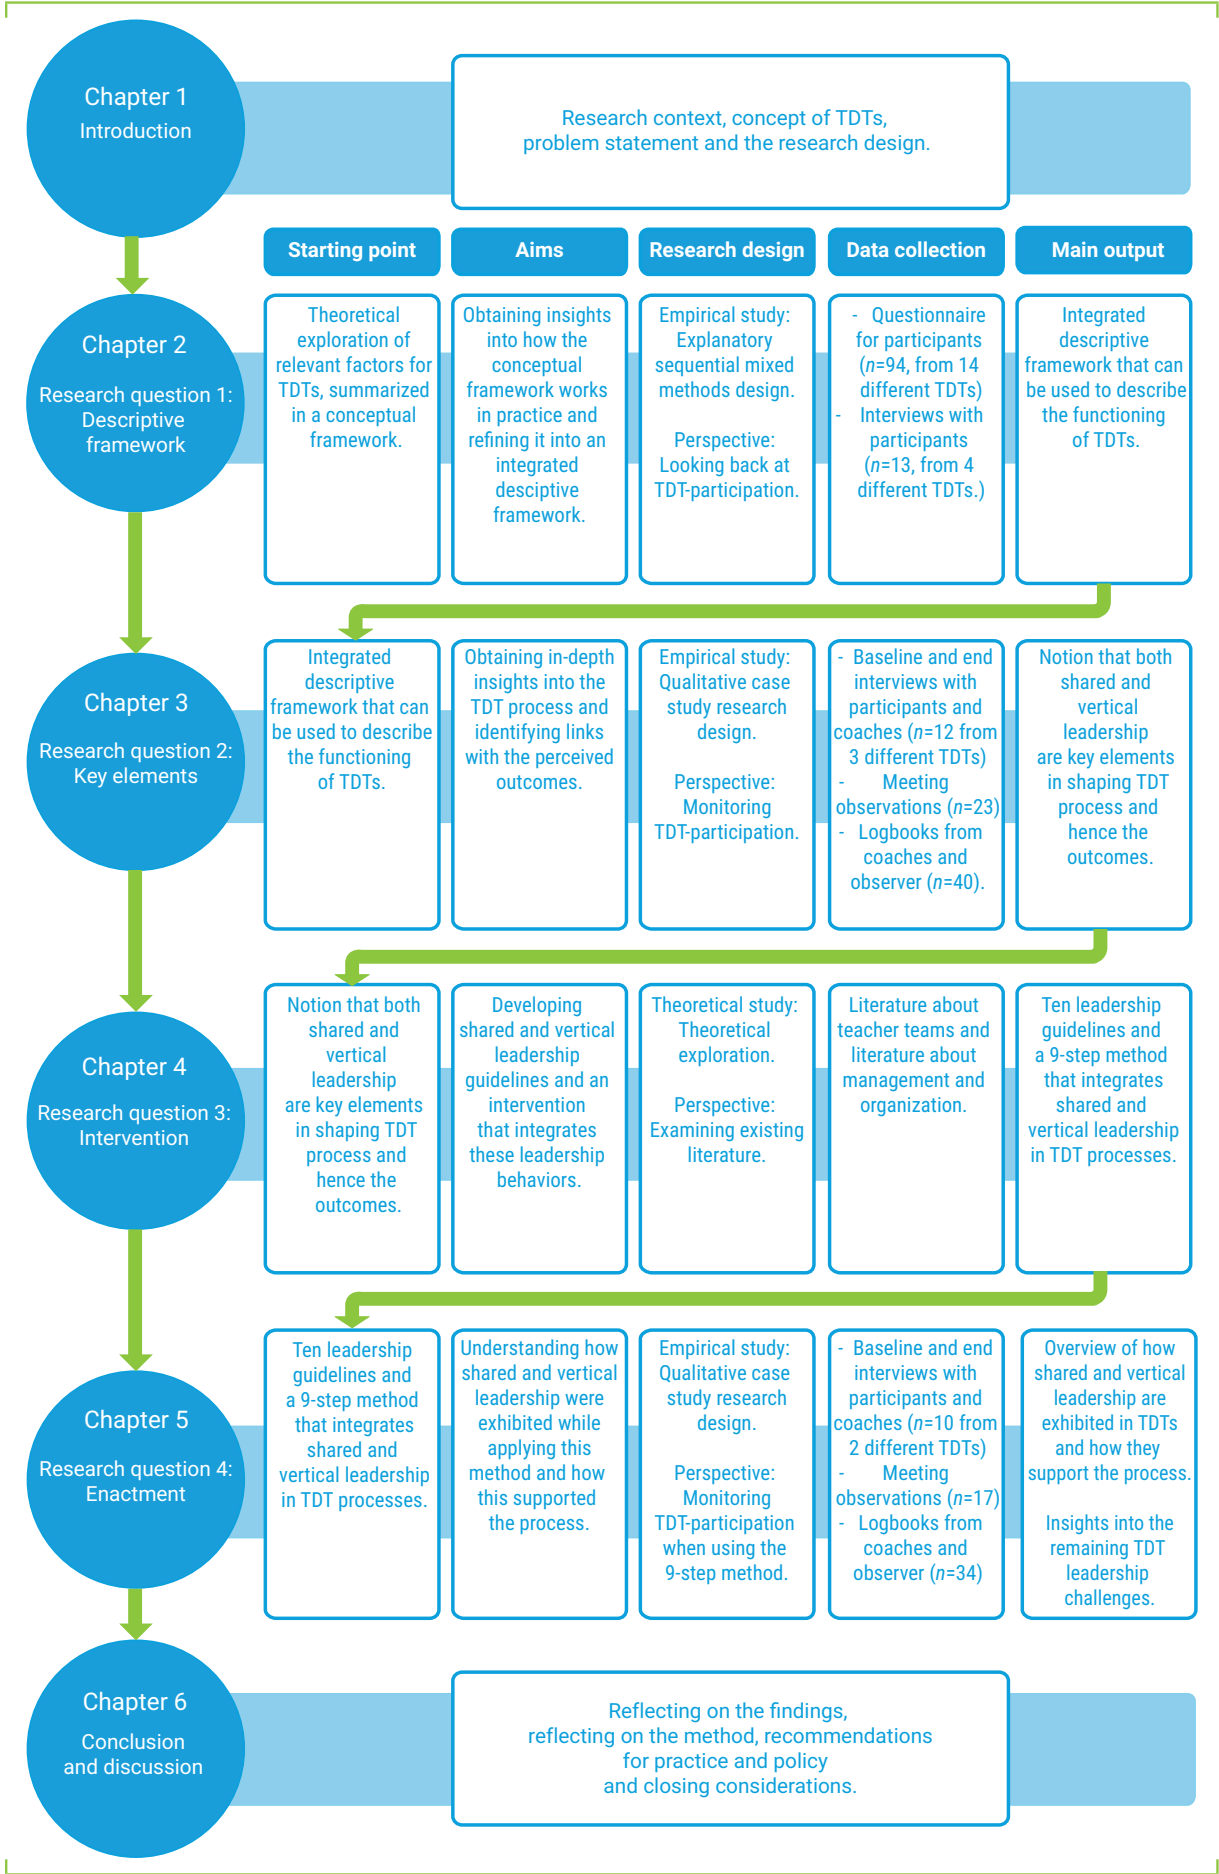 Chapter 1
Introduction
Research context, concept of TDTs,
problem statement and the research design.
Starting point
Aims
Research design
Data collection
Main output
Chapter 2
Research question 1:
Descriptive
framework
Theoretical
exploration of
relevant factors for
TDTs, summarized
in a conceptual
framework.
Obtaining insights
into how the
conceptual
framework works
in practice and
refining it into an
integrated
desciptive
framework.
Empirical study:
Explanatory
sequential mixed
methods design.
Perspective:
Looking back at
TDT-participation.
- Questionnaire
for participants
(n=94, from 14
different TDTs)
- Interviews with
participants
(n=13, from 4
different TDTs.)
Integrated
descriptive
framework that can
be used to describe
the functioning
of TDTs.
Chapter 3
Research question 2:
Key elements
Integrated
descriptive
framework that can
be used to describe
the functioning
of TDTs.
Obtaining in-depth
insights into the
TDT process and
identifying links
with the perceived
outcomes.
Empirical study:
Qualitative case
study research
design.
Perspective:
Monitoring
TDT-participation.
- Baseline and end
interviews with
participants and
coaches (n=12 from
3 different TDTs)
- Meeting
observations (n=23)
- Logbooks from
coaches and
observer (n=40).
Notion that both
shared and
vertical
leadership
are key elements
in shaping TDT
process and
hence the
outcomes.
Chapter 4
Research question 3:
Intervention
Notion that both
shared and
vertical
leadership
are key elements
in shaping TDT
process and
hence the
outcomes.
Developing
shared and vertical
leadership
guidelines and an
intervention
that integrates
these leadership
behaviors.
Theoretical study:
Theoretical
exploration.
Perspective:
Examining existing
literature.
Literature about
teacher teams and
literature about
management and
organization.
Ten leadership
guidelines and
a 9-step method
that integrates
shared and
vertical leadership
in TDT processes.
Chapter 5
Research question 4:
Enactment
Ten leadership
guidelines and
a 9-step method
that integrates
shared and
vertical leadership
in TDT processes.
Understanding how
shared and vertical
leadership were
exhibited while
applying this
method and how
this supported
the process.
Empirical study:
Qualitative case
study research
design.
Perspective:
Monitoring
TDT-participation
when using the
9-step method.
- Baseline and end
interviews with
participants and
coaches (n=10 from
2 different TDTs)
- Meeting
observations (n=17)
- Logbooks from
coaches and
observer (n=34)
Overview of how
shared and vertical
leadership are
exhibited in TDTs
and how they
support the process.
Insights into the
remaining TDT
leadership
challenges.
Chapter 6
Conclusion
and discussion
Reflecting on the findings,
reflecting on the method, recommendations
for practice and policy
and closing considerations.